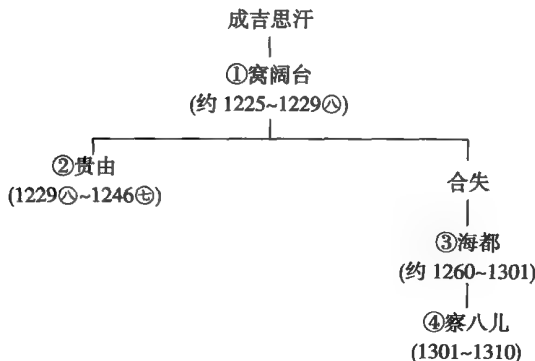 成吉思汗
①窝阔台
(约 1225~1229㊇)
②贵由
(1229㊇~1246㊆)
合失
③海都
(约 1260~1301)
④察八儿
(1301~1310)